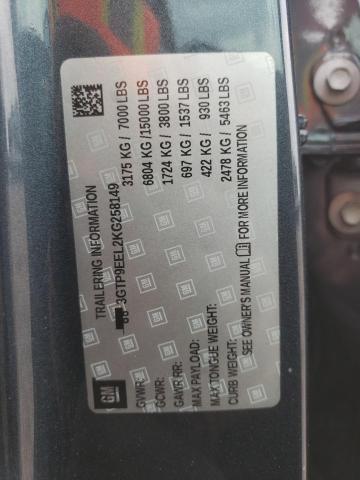 TRAILERING INFORMATION
3GTP9EEL2KG258149
GM
GVWR: 3175 KG / 7000 LBS
GCWR: 6804 KG /15000 LBS
GAWR RR: 1724 KG / 3800 LBS
MAX PAYLOAD: 697 KG / 1537 LBS
MAX TONGUE WEIGHT: 422 KG / 930 LBS
CURB WEIGHT: 2478 KG / 5463 LBS
SEE OWNER'S MANUAL FOR MORE INFORMATION